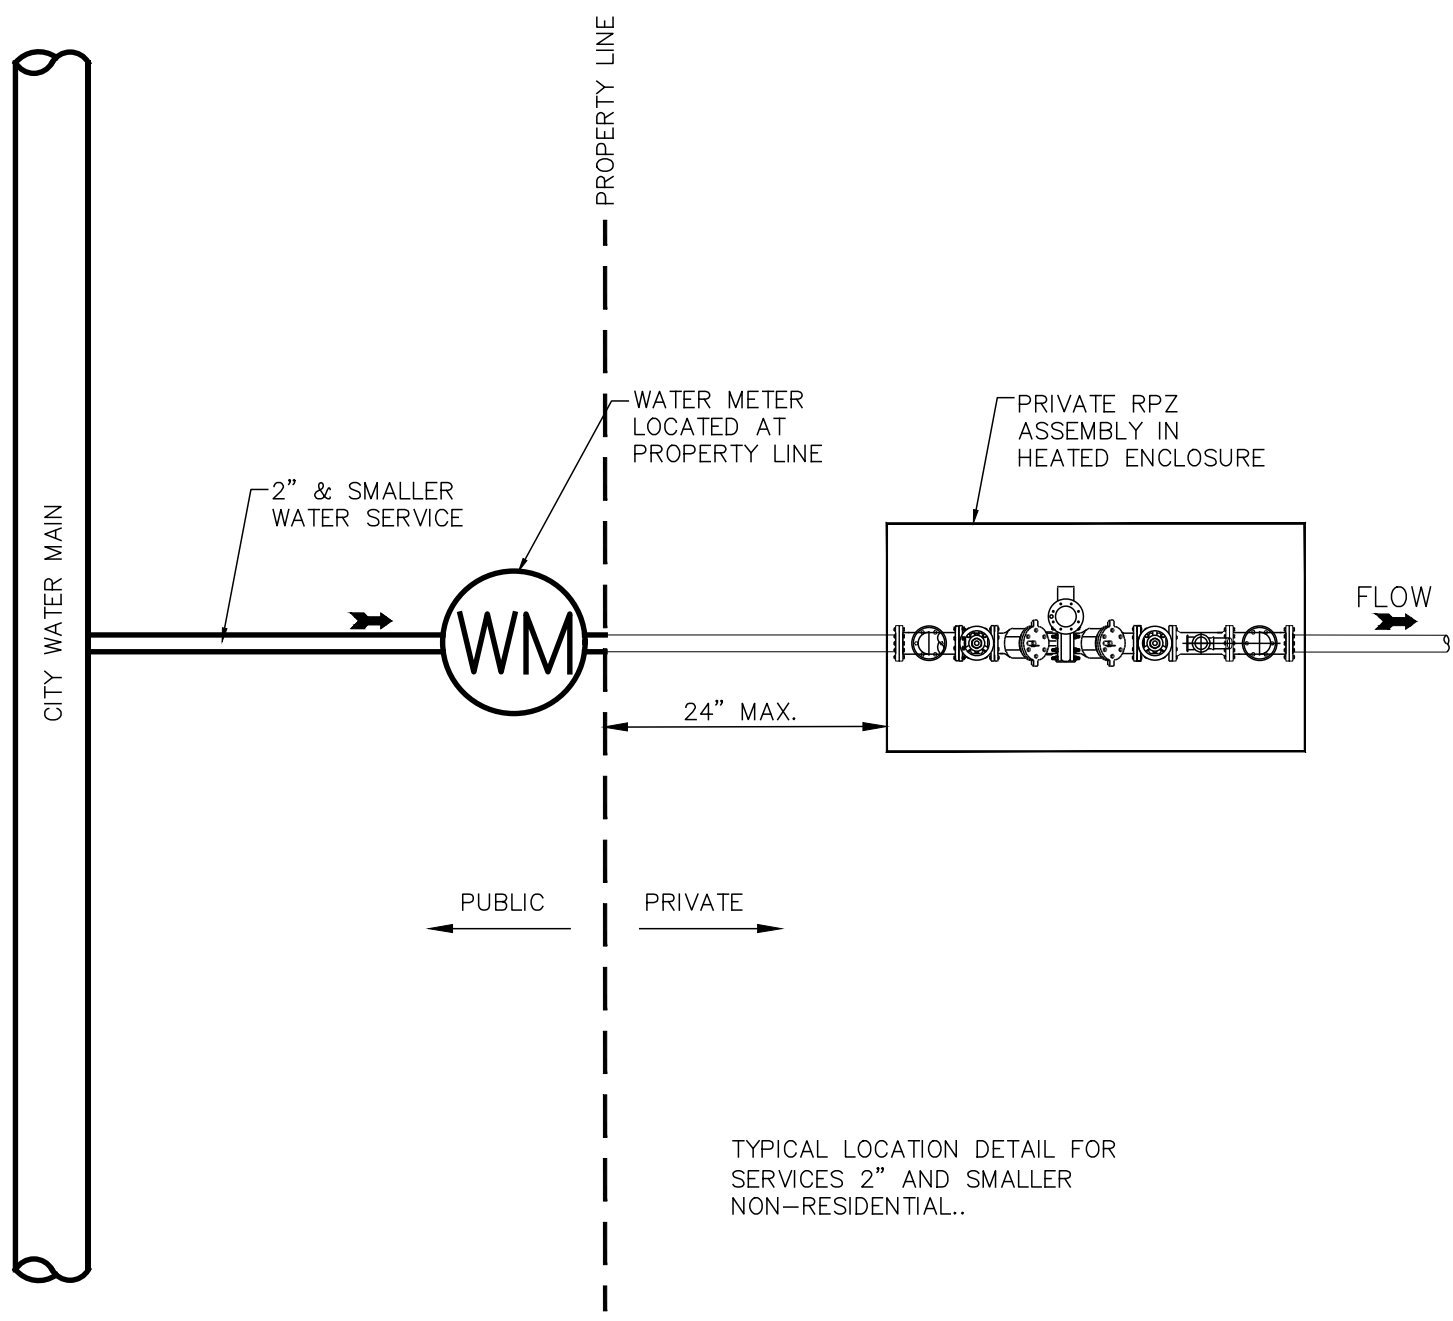 PROPERTY LINE
WATER METER
LOCATED AT
PROPERTY LINE
PRIVATE RPZ
ASSEMBLY IN
HEATED ENCLOSURE
2” & SMALLER
WATER SERVICE
CITY WATER MAIN
WM
FLOW
24” MAX.
PUBLIC
PRIVATE
TYPICAL LOCATION DETAIL FOR
SERVICES 2” AND SMALLER
NON-RESIDENTIAL..